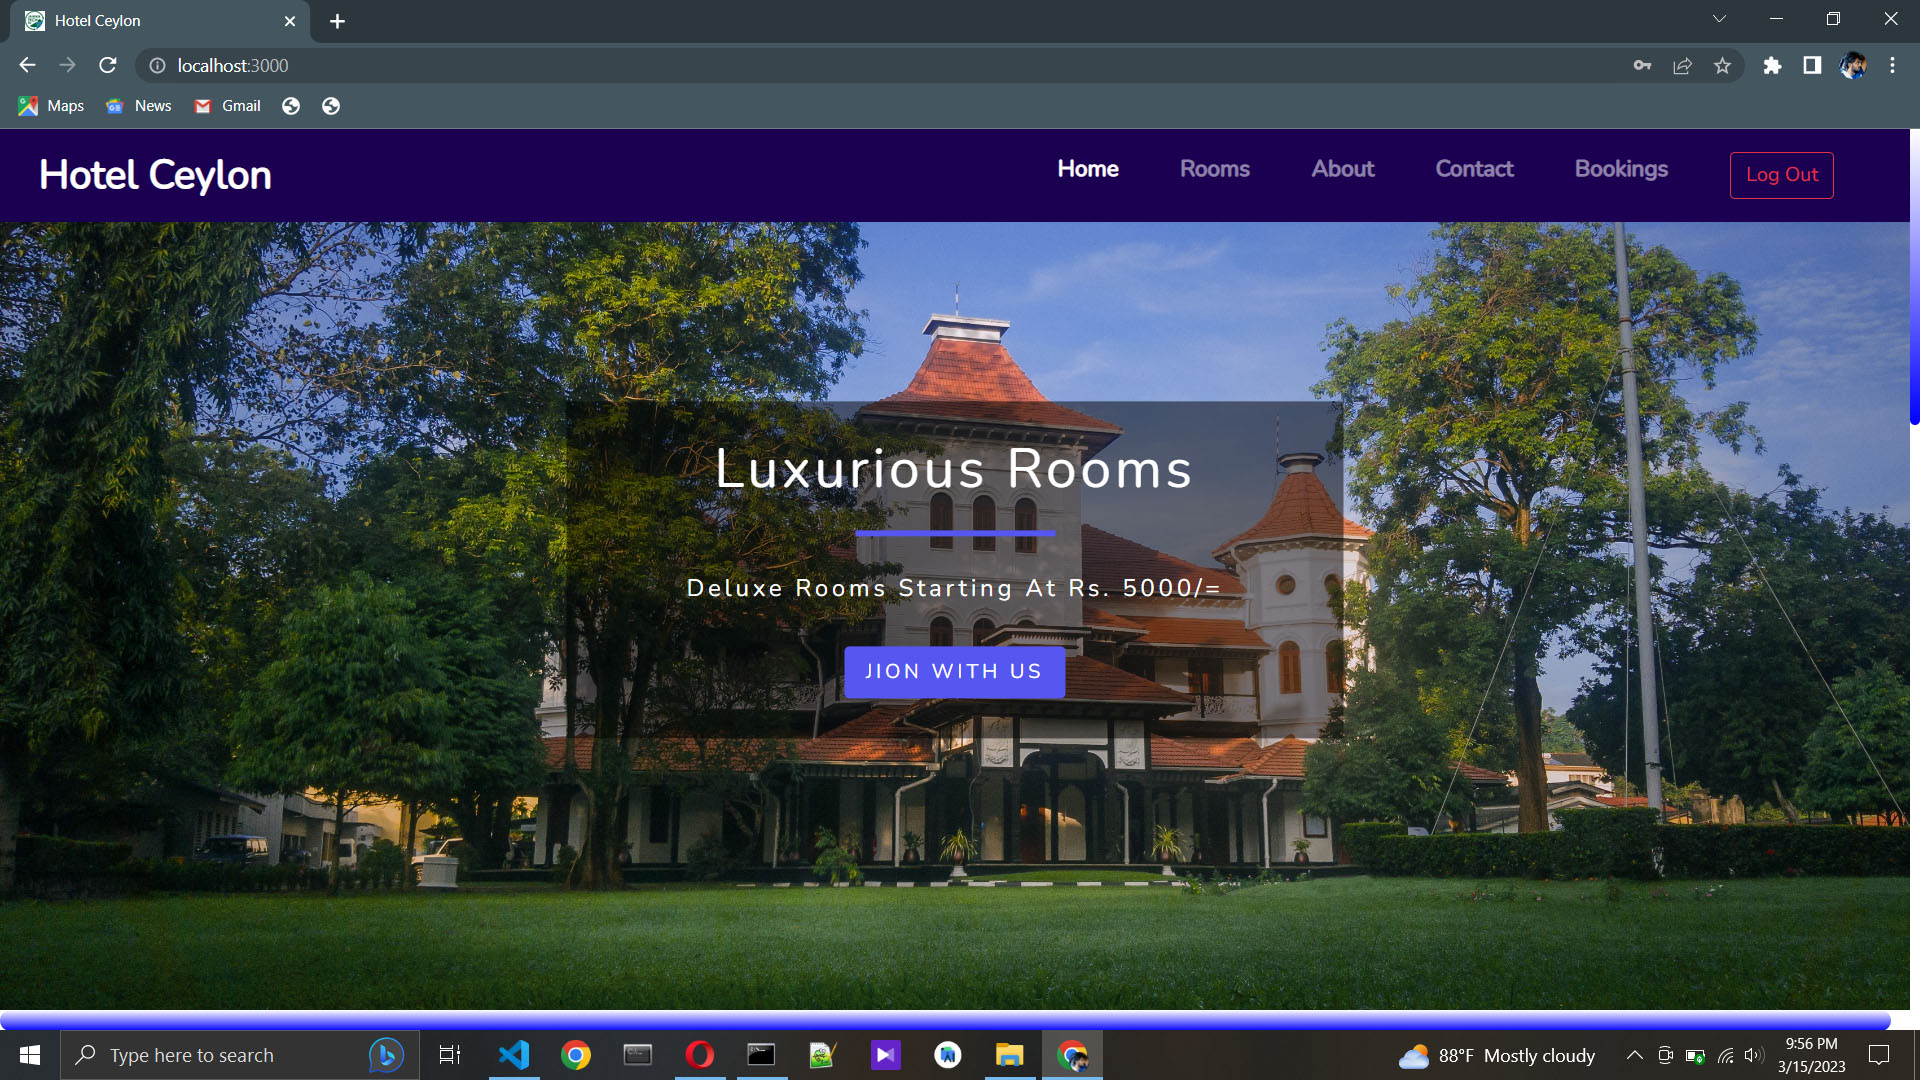 Hotel Ceylon
localhost:3000
Maps
News
Gmail
Hotel Ceylon
Home
Rooms
About
Contact
Bookings
Log Out
Luxurious Rooms
Deluxe Rooms Starting At Rs. 5000/=
JION WITH US
Type here to search
88°F Mostly cloudy
9:56 PM
3/15/2023